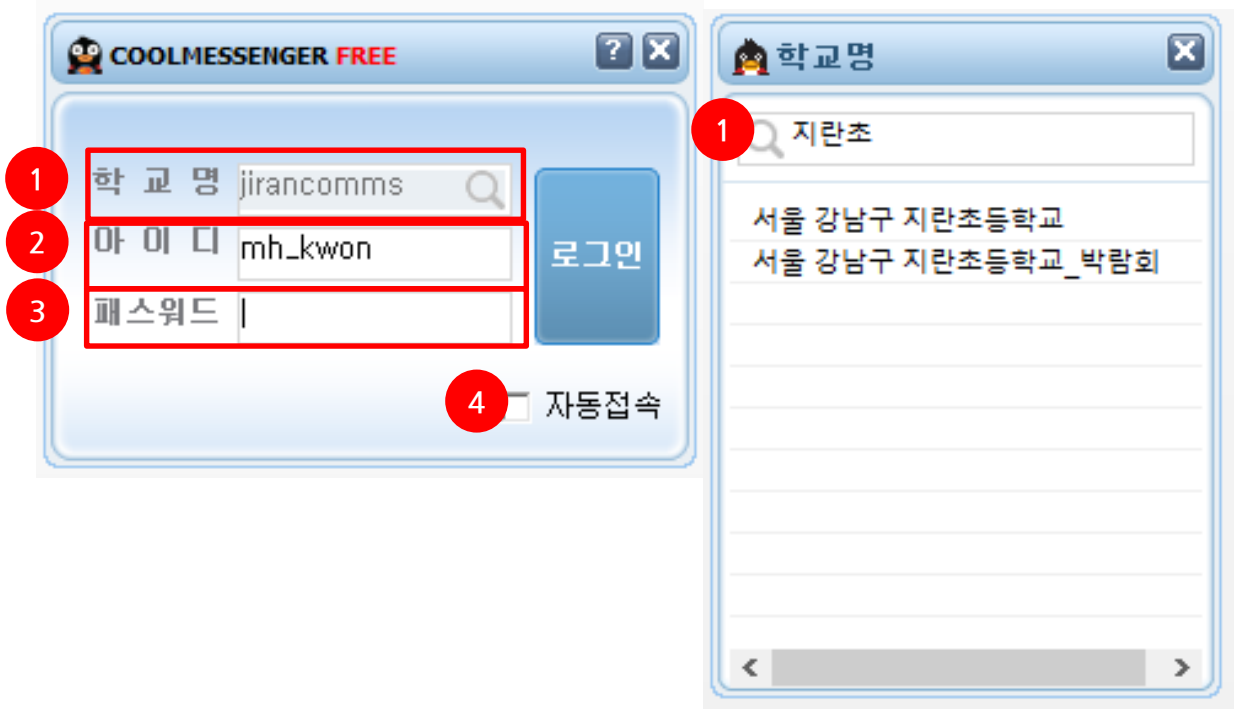 COOLMESSENGER FREE
?
1
학 교 명
jirancomms
2
아 이 디
mh_kwon
3
패스워드
로그인
4
자동접속
학교명
1
지란초
서울 강남구 지란초등학교
서울 강남구 지란초등학교_박람회